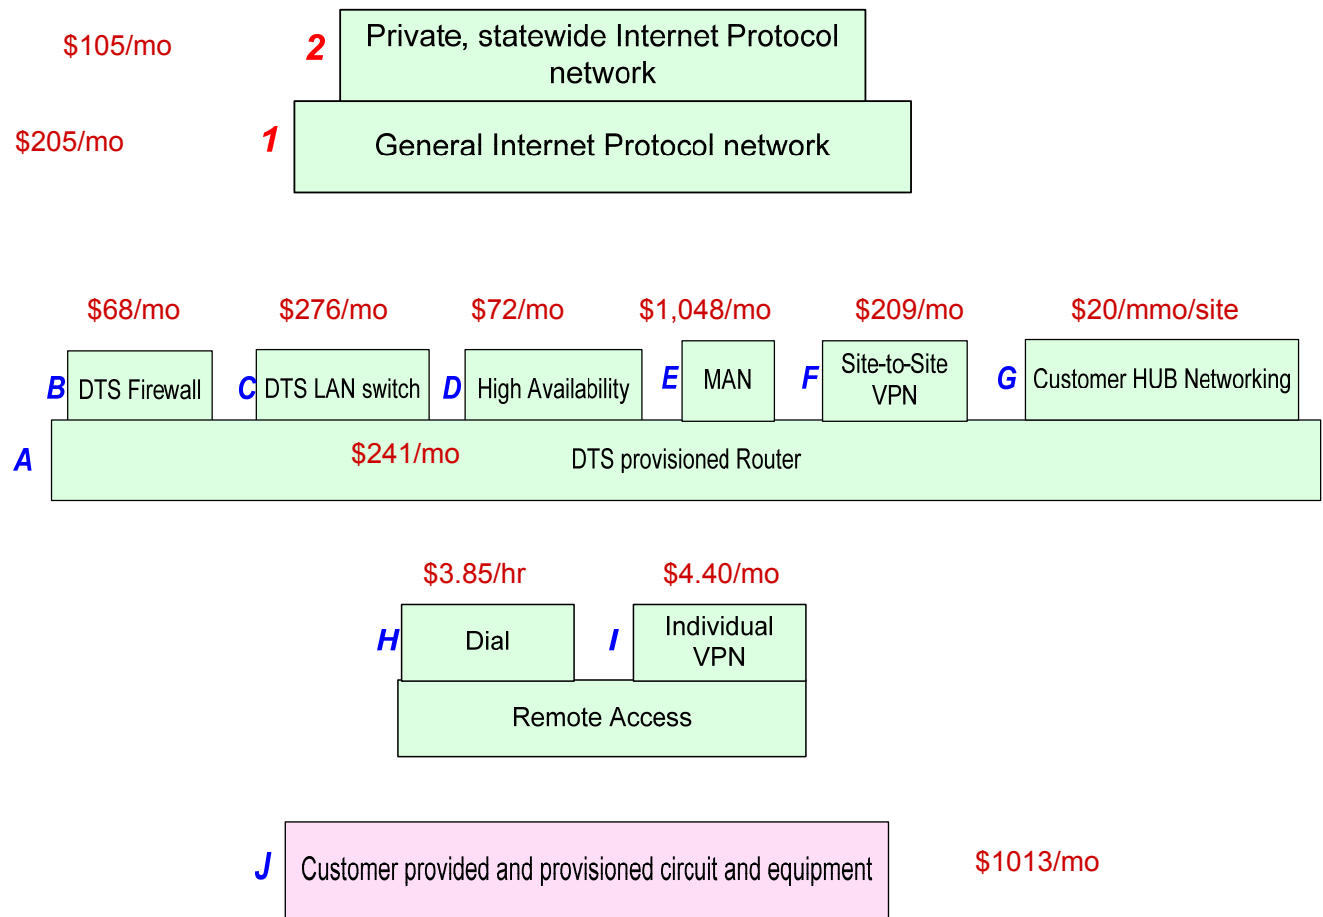 $105/mo
2
Private, statewide Internet Protocol
network
$205/mo
1
General Internet Protocol network
$68/mo
$276/mo
$72/mo
$1,048/mo
$209/mo
$20/mmo/site
B
DTS Firewall
C
DTS LAN switch
D
High Availability
E
MAN
F
Site-to-Site
VPN
G
Customer HUB Networking
A
$241/mo
DTS provisioned Router
$3.85/hr
$4.40/mo
H
Dial
I
Individual
VPN
Remote Access
J
Customer provided and provisioned circuit and equipment
$1013/mo